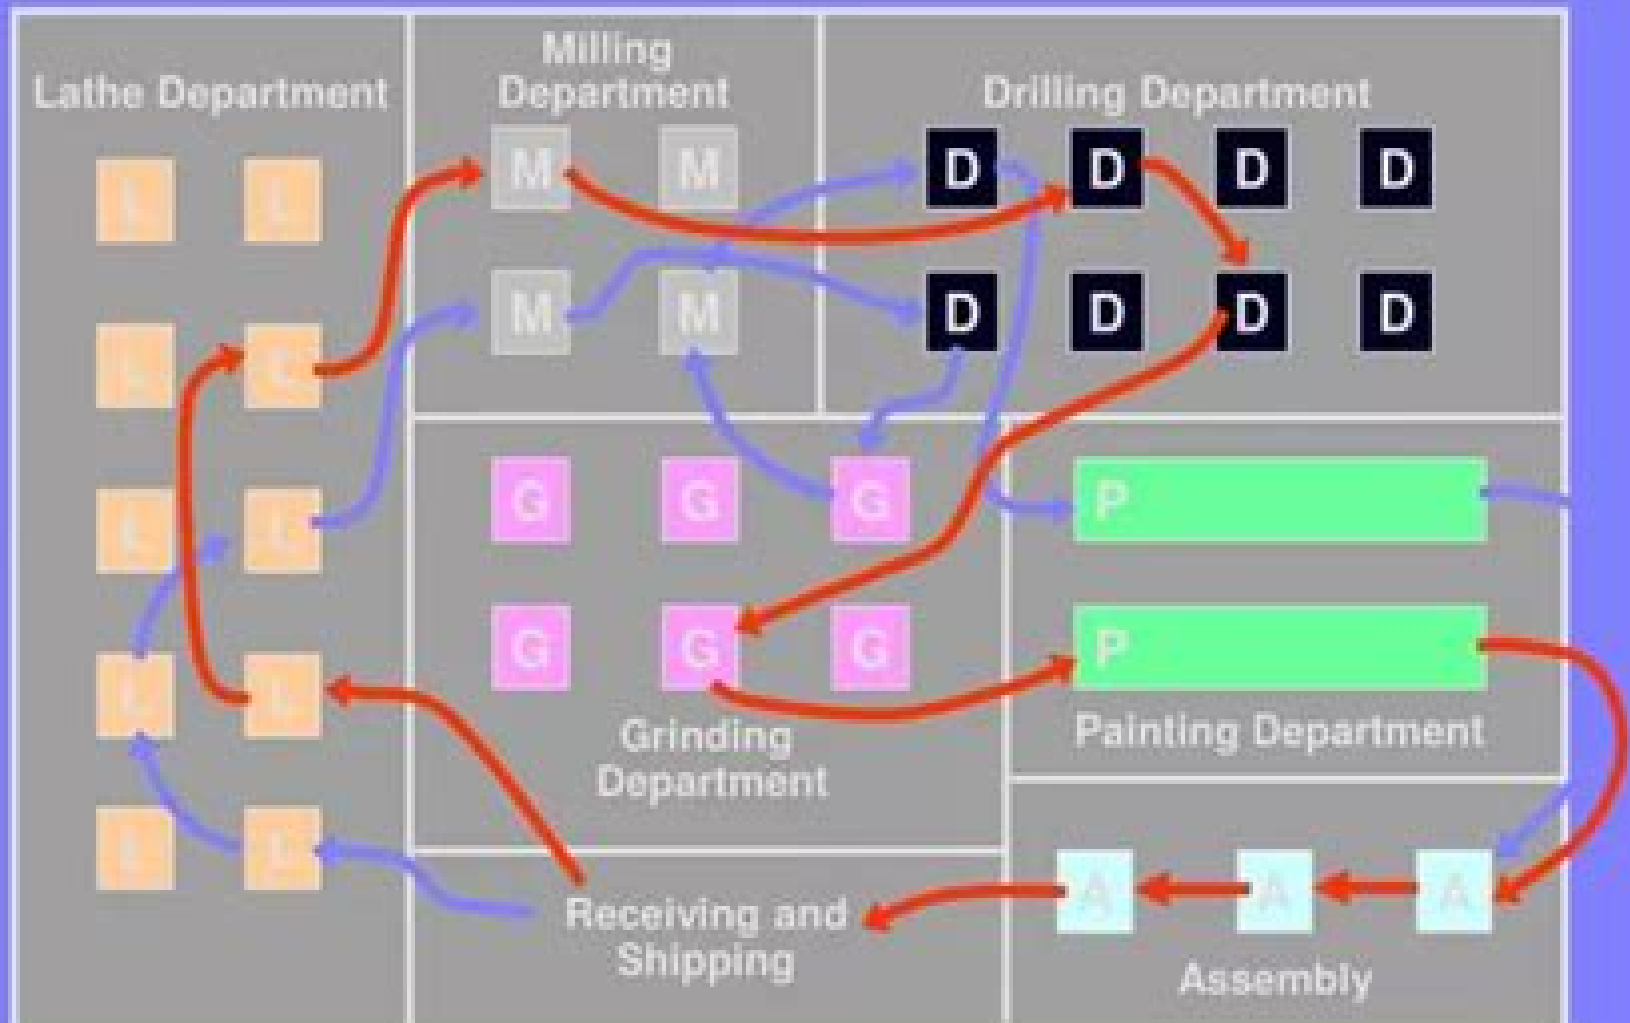 Lathe Department
Milling
Department
Drilling Department
M M
D D D D
L L
M M
D D D D
L L
G G G
P
L L
G G G
P
L L
Grinding
Department
Painting Department
L L
A A A
Receiving and
Shipping
Assembly